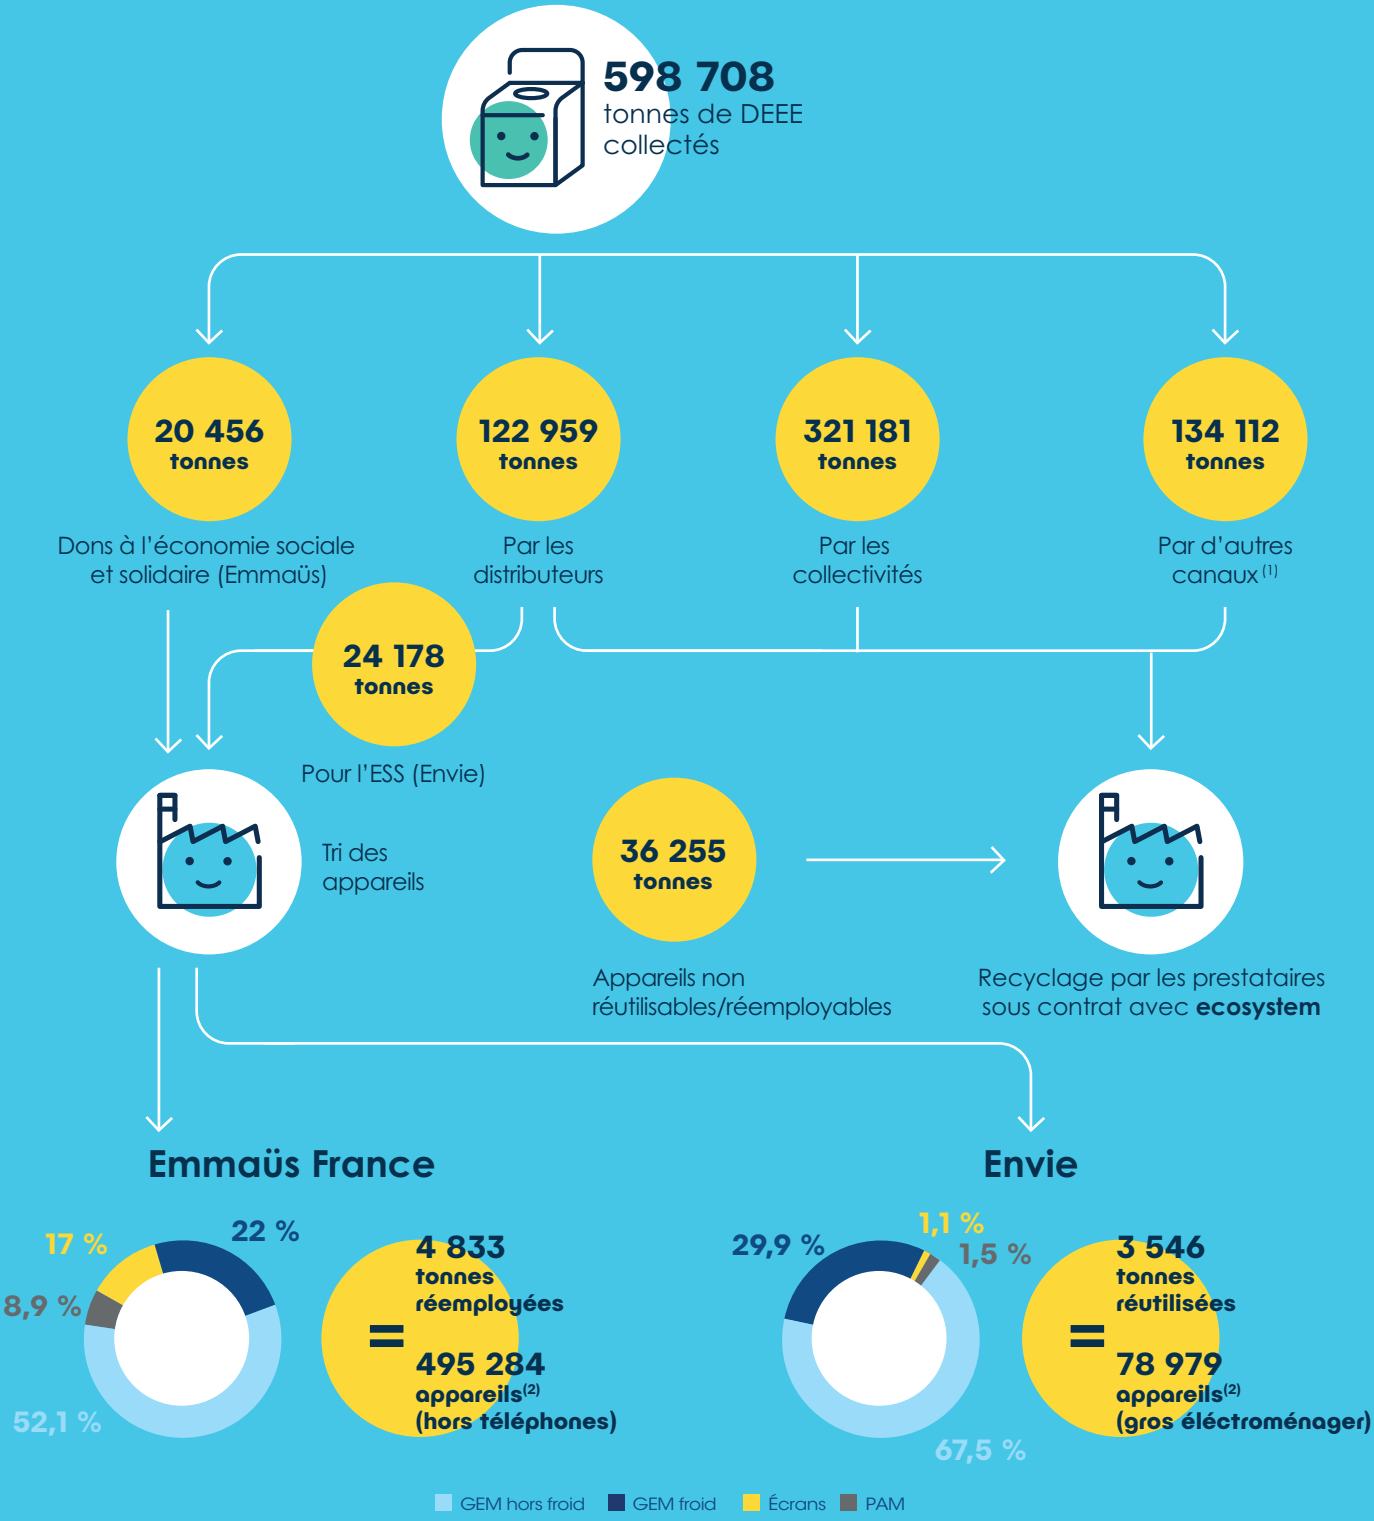 598 708
tonnes de DEEE
collectés
20 456
tonnes
122 959
tonnes
321 181
tonnes
134 112
tonnes
Dons à l’économie sociale
et solidaire (Emmaüs)
Par les
distributeurs
Par les
collectivités
Par d’autres
canaux (1)
24 178
tonnes
Pour l’ESS (Envie)
Tri des
appareils
36 255
tonnes
Appareils non
réutilisables/réemployables
Recyclage par les prestataires
sous contrat avec ecosystem
Emmaüs France
17 %
22 %
8,9 %
52,1 %
4 833
tonnes
réemployées
=
495 284
appareils(2)
(hors téléphones)
Envie
29,9 %
1,1 %
1,5 %
67,5 %
3 546
tonnes
réutilisées
=
78 979
appareils(2)
(gros éléctroménager)
GEM hors froid GEM froid Écrans PAM